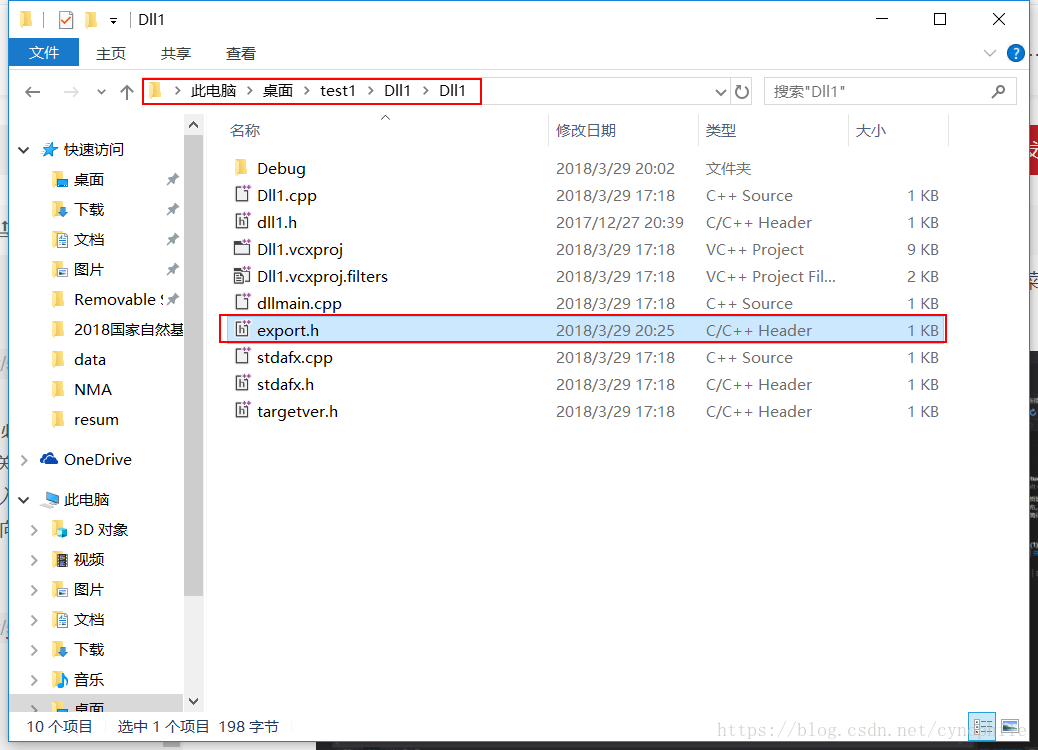 Dll1
文件 主页 共享 查看
此电脑 桌面 test1 Dll1 Dll1 搜索"Dll1"
名称 修改日期 类型 大小
快速访问
桌面
下载
文档
图片
Removable
2018国家自然基
data
NMA
resum
OneDrive
此电脑
3D 对象
视频
图片
文档
下载
音乐
桌面
Debug 2018/3/29 20:02 文件夹
Dll1.cpp 2018/3/29 17:18 C++ Source 1 KB
dll1.h 2017/12/27 20:39 C/C++ Header 1 KB
Dll1.vcxproj 2018/3/29 17:18 VC++ Project 9 KB
Dll1.vcxproj.filters 2018/3/29 17:18 VC++ Project Fil... 2 KB
dllmain.cpp 2018/3/29 17:18 C++ Source 1 KB
export.h 2018/3/29 20:25 C/C++ Header 1 KB
stdafx.cpp 2018/3/29 17:18 C++ Source 1 KB
stdafx.h 2018/3/29 17:18 C/C++ Header 1 KB
targetver.h 2018/3/29 17:18 C/C++ Header 1 KB
10 个项目 选中 1 个项目 198 字节